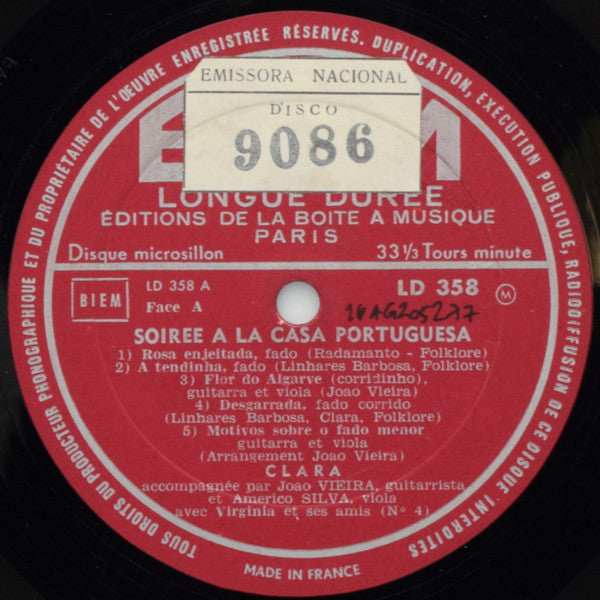 TOUS DROITS DU PRODUCTEUR PHONOGRAPHIQUE ET DU PROPRIÉTAIRE DE L'ŒUVRE ENREGISTRÉE RÉSERVÉS. DUPLICATION, EXÉCUTION PUBLIQUE, RADIODIFFUSION DE CE DISQUE INTERDITES
EMISSORA NACIONAL
DISCO
9086
LONGUE DURÉE
ÉDITIONS DE LA BOITE A MUSIQUE
PARIS
Disque microsillon
33 1/3 Tours minute
BIEM
LD 358 A
Face A
LD 358
M
SOIREE A LA CASA PORTUGUESA
1) Rosa enjeitada, fado (Radamanto - Folklore)
2) A tendinha, fado (Linhares Barbosa, Folklore)
3) Flor do Algarve (corridinho),
guitarra et viola (Joao Vieira)
4) Desgarrada, fado corrido
(Linhares Barbosa, Clara, Folklore)
5) Motivos sobre o fado menor
guitarra et viola
(Arrangement Joao Vieira)
CLARA
accompagnée par Joao VIEIRA, guitarrista
et Americo SILVA, viola
avec Virginia et ses amis (N° 4)
MADE IN FRANCE